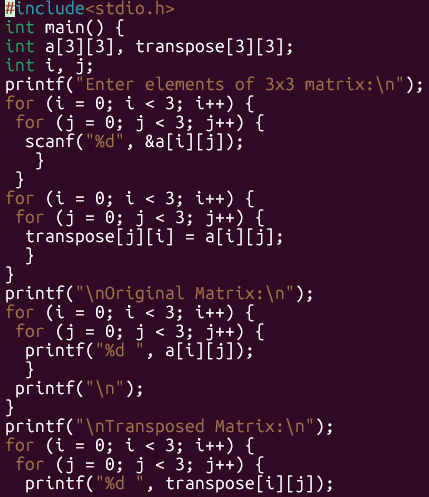 #include<stdio.h>
int main() {
int a[3][3], transpose[3][3];
int i, j;
printf("Enter elements of 3x3 matrix:\n");
for (i = 0; i < 3; i++) {
 for (j = 0; j < 3; j++) {
  scanf("%d", &a[i][j]);
   }
 }
for (i = 0; i < 3; i++) {
 for (j = 0; j < 3; j++) {
  transpose[j][i] = a[i][j];
  }
}
printf("\nOriginal Matrix:\n");
for (i = 0; i < 3; i++) {
 for (j = 0; j < 3; j++) {
  printf("%d ", a[i][j]);
  }
 printf("\n");
}
printf("\nTransposed Matrix:\n");
for (i = 0; i < 3; i++) {
 for (j = 0; j < 3; j++) {
  printf("%d ", transpose[i][j]);